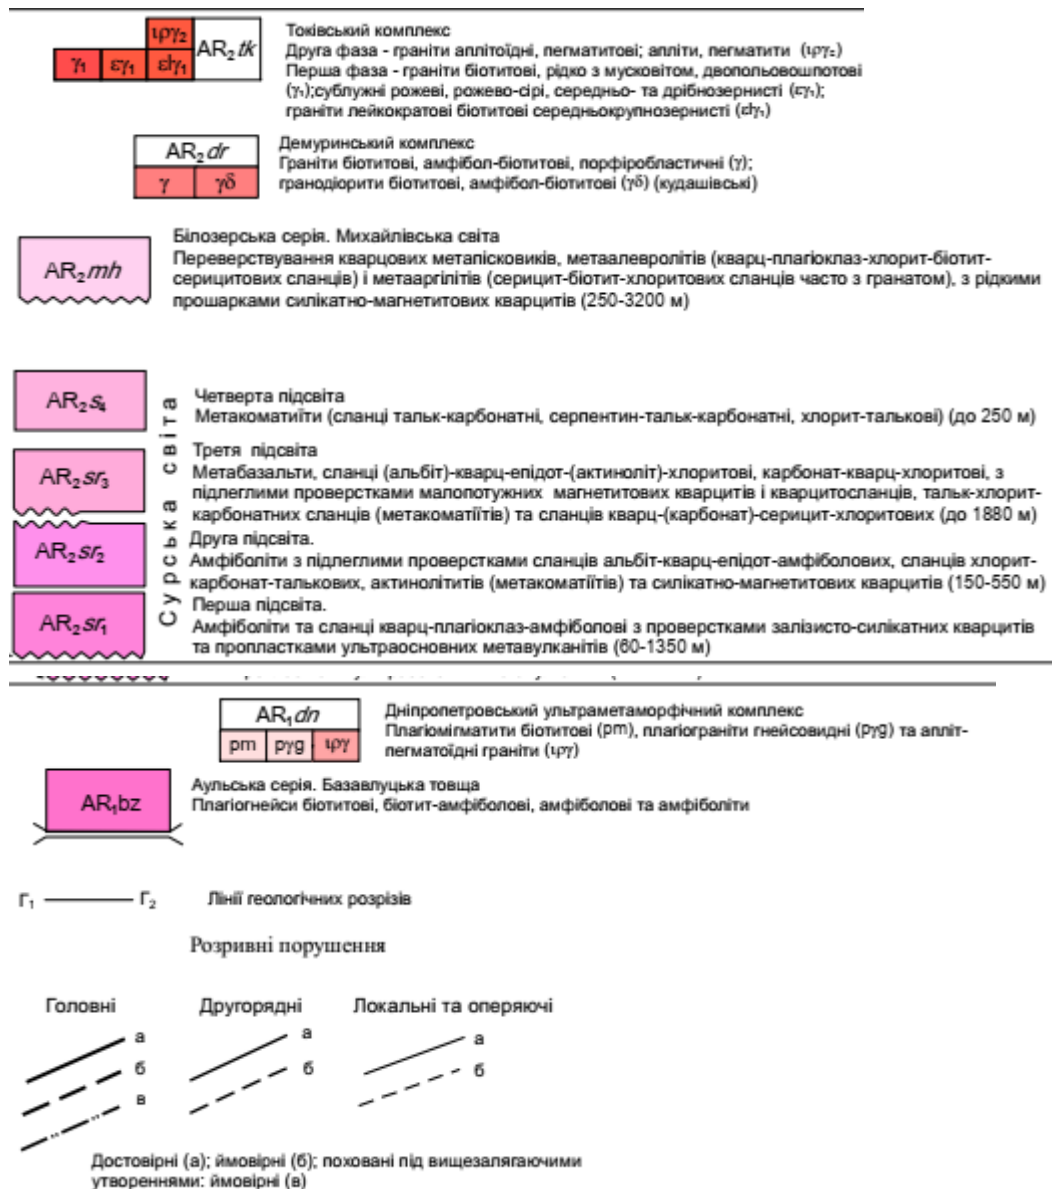 ιργ₂ AR₂tk
γ₁ εγ₁ εlγ₁
Токівський комплекс
Друга фаза - граніти аплітоїдні, пегматитові; апліти, пегматити (ιργ₂)
Перша фаза - граніти біотитові, рідко з мусковітом, двопольовошпотові
(γ₁);сублужні рожеві, рожево-сірі, середньо- та дрібнозернисті (εγ₁);
граніти лейкократові біотитові середньокрупнозернисті (εlγ₁)
AR₂dr
γ γδ
Демуринський комплекс
Граніти біотитові, амфібол-біотитові, порфіробластичні (γ);
гранодіорити біотитові, амфібол-біотитові (γδ) (кудашівські)
AR₂mh
Білозерська серія. Михайлівська світа
Переверствування кварцових метапісковиків, метаалевролітів (кварц-плагіоклаз-хлорит-біотит-
серицитових сланців) і метааргілітів (серицит-біотит-хлоритових сланців часто з гранатом), з рідкими
прошарками силікатно-магнетитових кварцитів (250-3200 м)
Сурська світа
AR₂s₄
Четверта підсвіта
Метакоматиїти (сланці тальк-карбонатні, серпентин-тальк-карбонатні, хлорит-талькові) (до 250 м)
AR₂sr₃
Третя підсвіта
Метабазальти, сланці (альбіт)-кварц-епідот-(актиноліт)-хлоритові, карбонат-кварц-хлоритові, з
підлеглими проверстками малопотужних магнетитових кварцитів і кварцитосланців, тальк-хлорит-
карбонатних сланців (метакоматіїтів) та сланців кварц-(карбонат)-серицит-хлоритових (до 1880 м)
AR₂sr₂
Друга підсвіта.
Амфіболіти з підлеглими проверстками сланців альбіт-кварц-епідот-амфіболових, сланців хлорит-
карбонат-талькових, актинолітитів (метакоматіїтів) та силікатно-магнетитових кварцитів (150-550 м)
AR₂sr₁
Перша підсвіта.
Амфіболіти та сланці кварц-плагіоклаз-амфіболові з проверстками залізисто-силікатних кварцитів
та пропластками ультраосновних метавулканітів (60-1350 м)
AR₁dn
pm pγg ιργ
Дніпропетровський ультраметаморфічний комплекс
Плагіомігматити біотитові (pm), плагіограніти гнейсовидні (pγg) та апліт-
пегматоїдні граніти (ιργ)
AR₁bz
Аульська серія. Базавлуцька товща
Плагіогнейси біотитові, біотит-амфіболові, амфіболові та амфіболіти
Г₁ Г₂ Лінії геологічних розрізів
Розривні порушення
Головні Другорядні Локальні та оперяючі
а а а
б б б
в
Достовірні (а); ймовірні (б); поховані під вищезалягаючими
утвореннями: ймовірні (в)